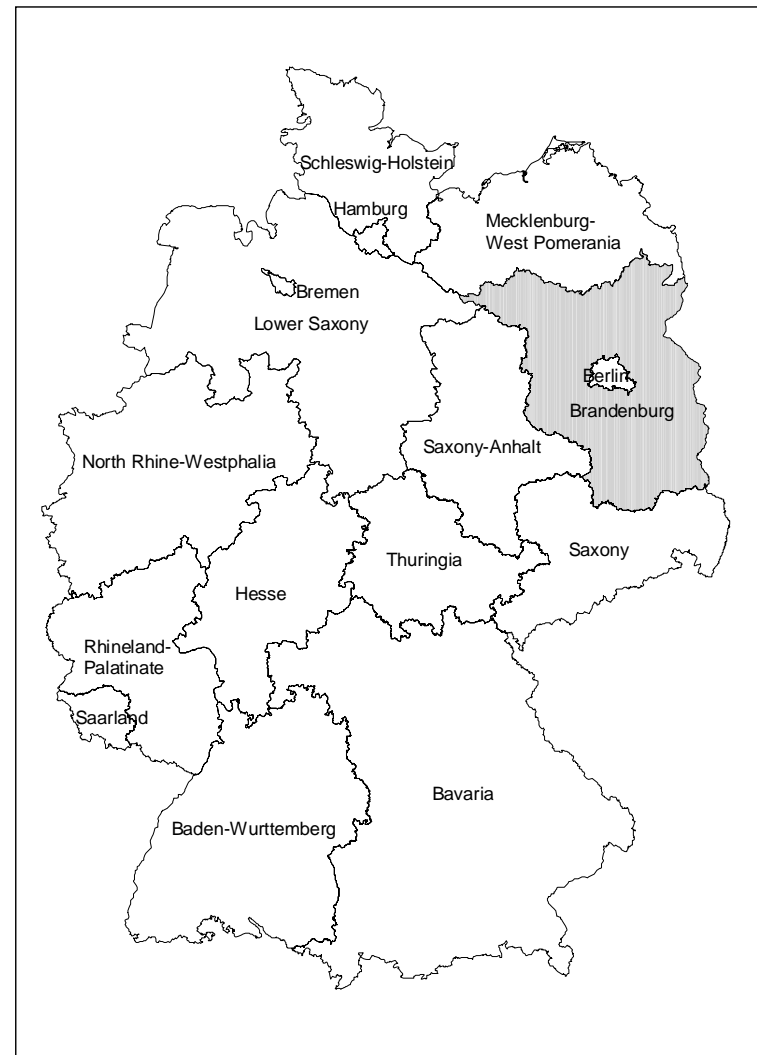 Schleswig-Holstein
Hamburg
Mecklenburg-
West Pomerania
Bremen
Lower Saxony
Berlin
Brandenburg
Saxony-Anhalt
North Rhine-Westphalia
Saxony
Thuringia
Hesse
Rhineland-
Palatinate
Saarland
Bavaria
Baden-Wurttemberg